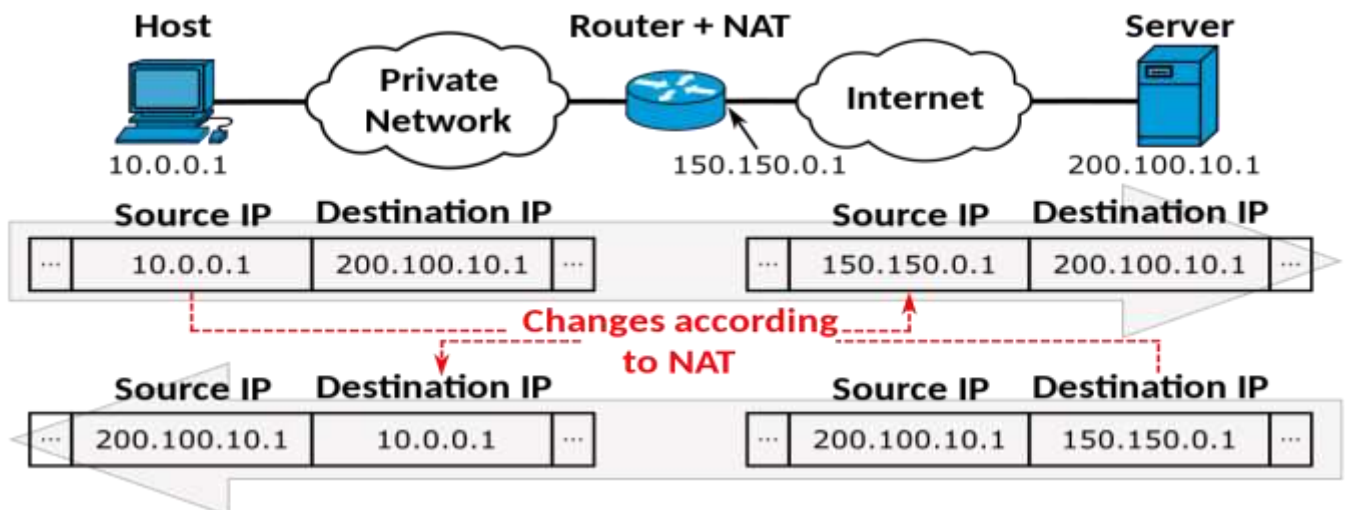 Host Router + NAT Server
Private
Network
Internet
10.0.0.1 150.150.0.1 200.100.10.1
Source IP Destination IP Source IP Destination IP
... 10.0.0.1 200.100.10.1 ... ... 150.150.0.1 200.100.10.1 ...
Changes according
to NAT
Source IP Destination IP Source IP Destination IP
... 200.100.10.1 10.0.0.1 ... ... 200.100.10.1 150.150.0.1 ...